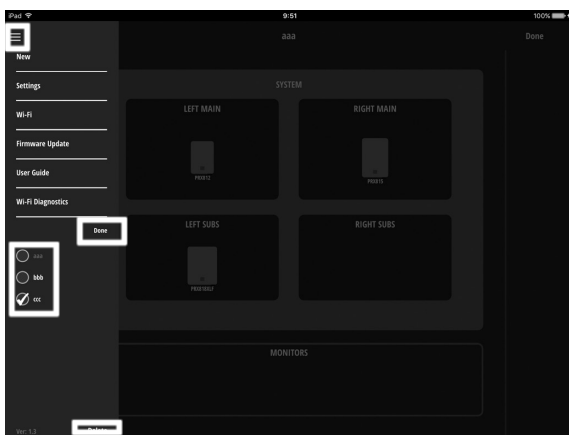 iPad 9:51 100%
aaa Done
New
Settings
Wi-Fi
Firmware Update
User Guide
Wi-Fi Diagnostics
Done
aaa
bbb
ccc
Ver: 1.3
Delete
SYSTEM
LEFT MAIN RIGHT MAIN
PRX812 PRX815
LEFT SUBS RIGHT SUBS
PRX818XLF
MONITORS